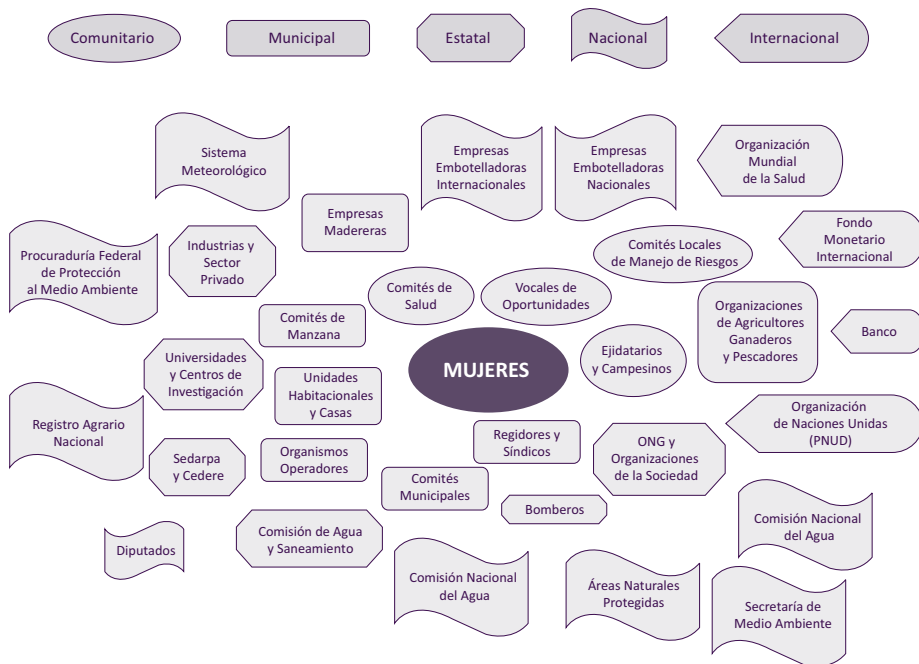 Comunitario
Municipal
Estatal
Nacional
Internacional
Sistema
Meteorológico
Empresas
Embotelladoras
Internacionales
Empresas
Embotelladoras
Nacionales
Organización
Mundial
de la Salud
Empresas
Madereras
Procuraduría Federal
de Protección
al Medio Ambiente
Industrias y
Sector
Privado
Comités Locales
de Manejo de Riesgos
Fondo
Monetario
Internacional
Comités de
Salud
Vocales de
Oportunidades
Comités de
Manzana
Organizaciones
de Agricultores
Ganaderos
y Pescadores
Banco
Universidades
y Centros de
Investigación
MUJERES
Ejidatarios
y Campesinos
Unidades
Habitacionales
y Casas
Registro Agrario
Nacional
Organización
de Naciones Unidas
(PNUD)
Regidores y
Síndicos
ONG y
Organizaciones
de la Sociedad
Sedarpa
y Cedere
Organismos
Operadores
Comités
Municipales
Bomberos
Comisión Nacional
del Agua
Diputados
Comisión de Agua
y Saneamiento
Comisión Nacional
del Agua
Áreas Naturales
Protegidas
Secretaría de
Medio Ambiente